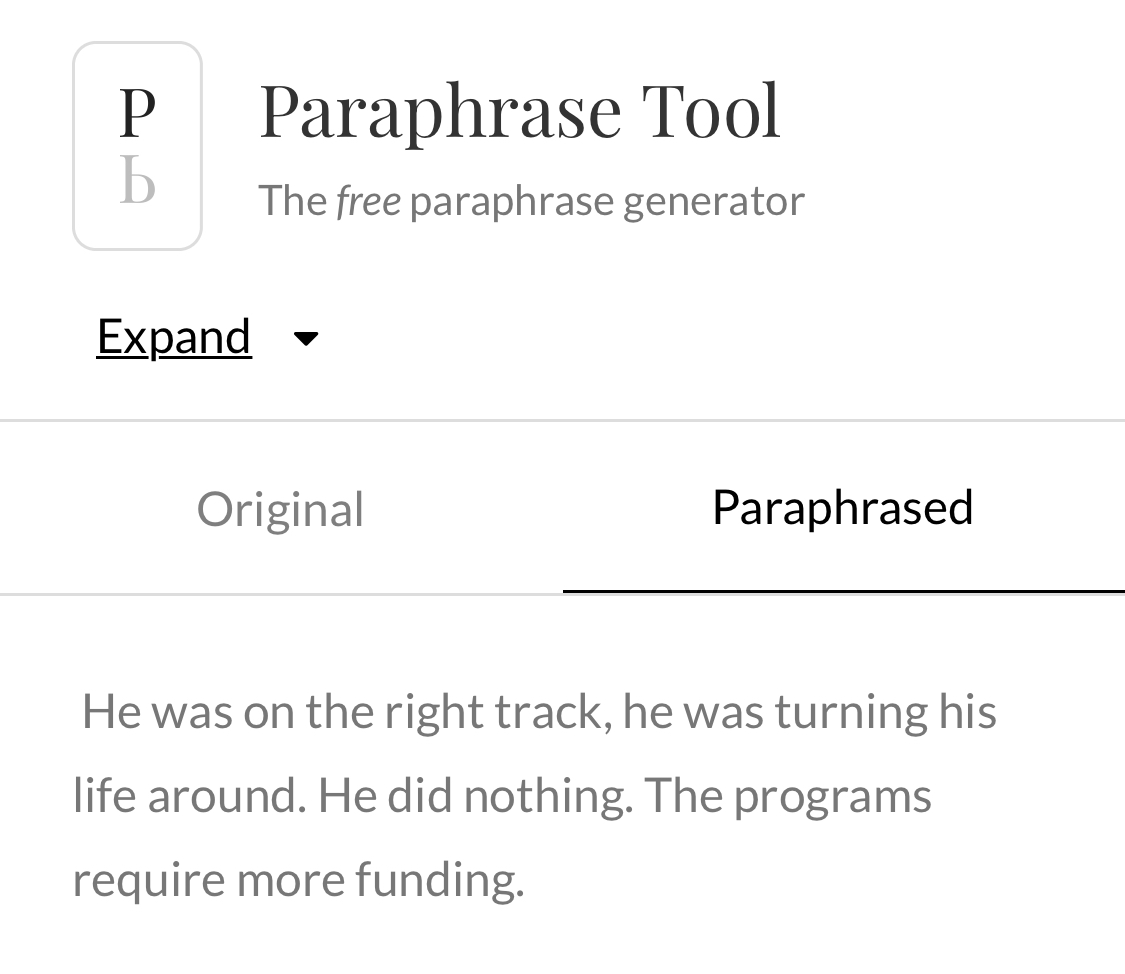 P
Paraphrase Tool
The free paraphrase generator
Expand
Original
Paraphrased
He was on the right track, he was turning his
life around. He did nothing. The programs
require more funding.